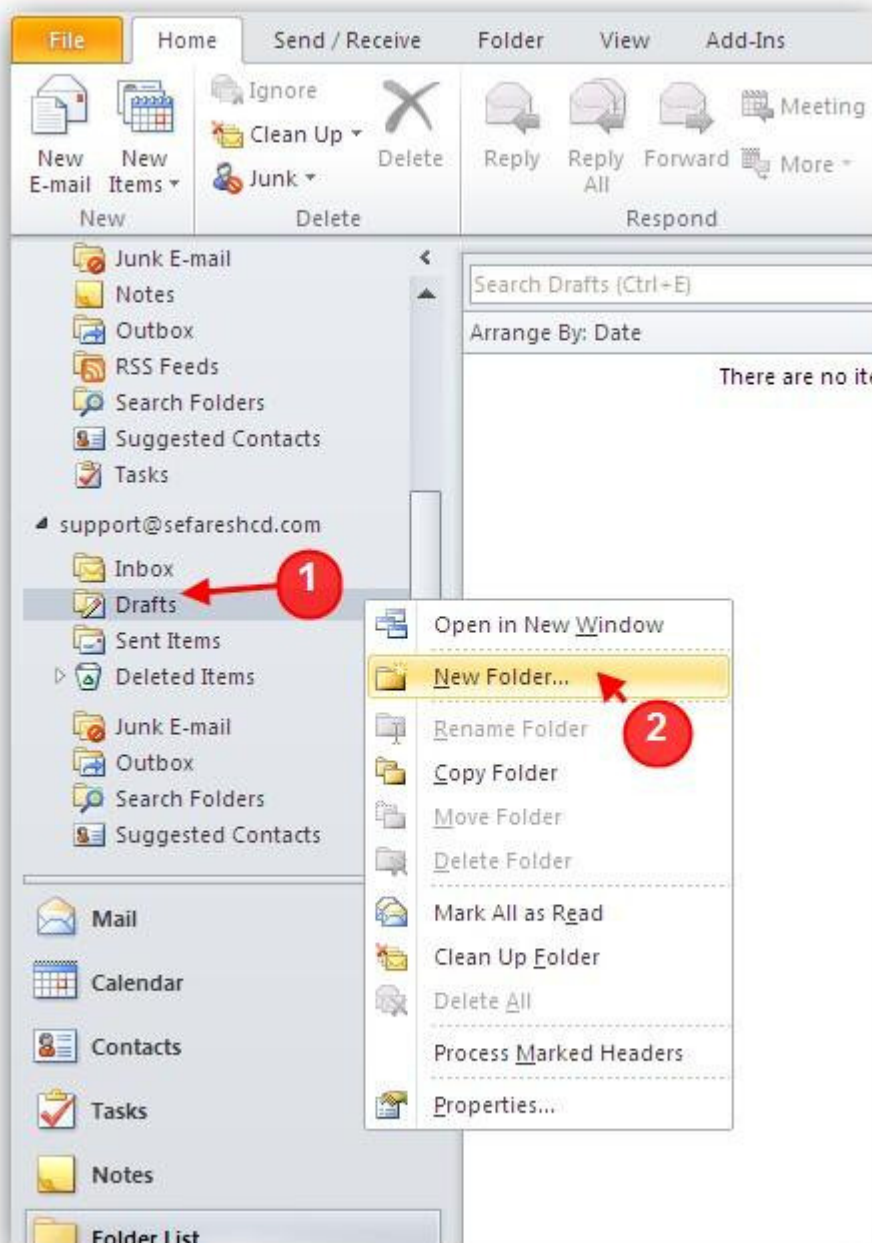 File Home Send / Receive Folder View Add-Ins
Ignore
Clean Up
Junk
New E-mail
New Items
Delete
Reply
Reply All
Forward
Meeting
More
New Delete Respond
Junk E-mail
Notes
Outbox
RSS Feeds
Search Folders
Suggested Contacts
Tasks
support@sefareshcd.com
Inbox
Drafts
Sent Items
Deleted Items
Junk E-mail
Outbox
Search Folders
Suggested Contacts
Mail
Calendar
Contacts
Tasks
Notes
Folder List
Search Drafts (Ctrl+E)
Arrange By: Date
There are no ite
1
Open in New Window
New Folder...
2
Rename Folder
Copy Folder
Move Folder
Delete Folder
Mark All as Read
Clean Up Folder
Delete All
Process Marked Headers
Properties...